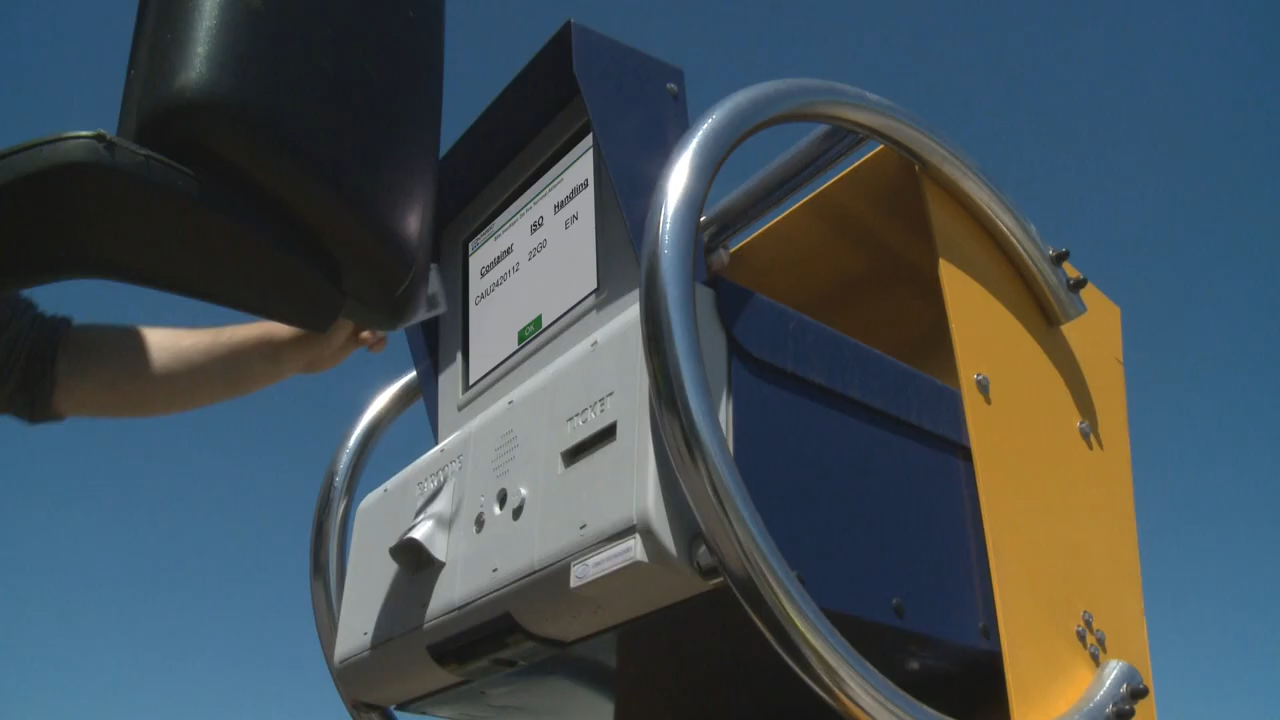 Container ISO Handling
CAIU2420112 22G0 EIN
OK
BARCODE
TICKET